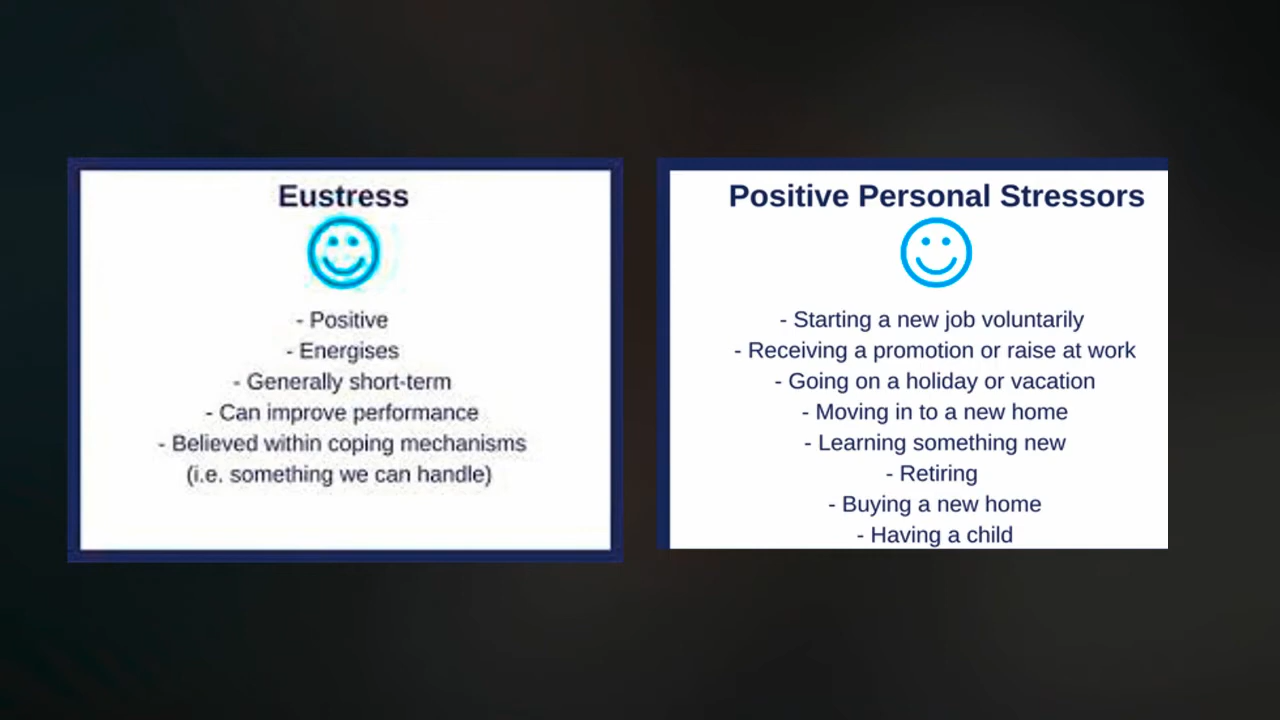 Eustress
- Positive
- Energises
- Generally short-term
- Can improve performance
- Believed within coping mechanisms
(i.e. something we can handle)
Positive Personal Stressors
- Starting a new job voluntarily
- Receiving a promotion or raise at work
- Going on a holiday or vacation
- Moving in to a new home
- Learning something new
- Retiring
- Buying a new home
- Having a child